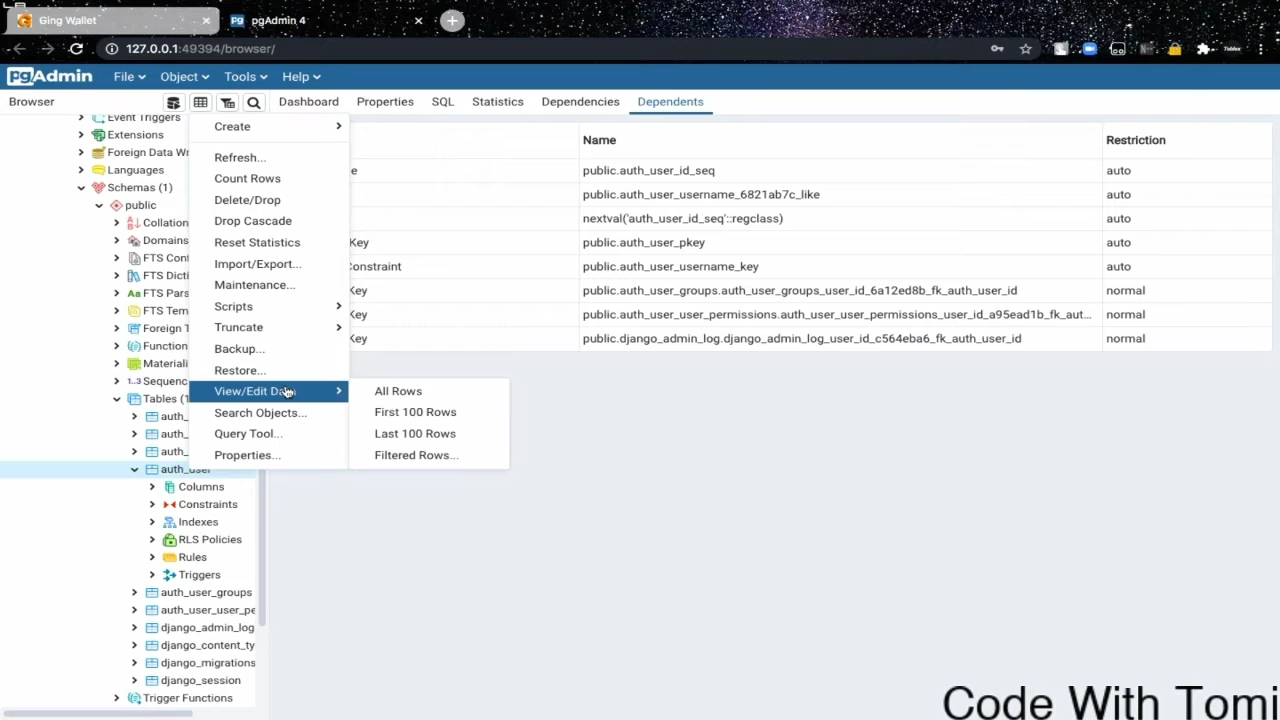 Ging Wallet
pgAdmin 4
127.0.0.1:49394/browser/
pgAdmin File Object Tools Help
Browser
Dashboard Properties SQL Statistics Dependencies Dependents
Event Triggers
Extensions
Foreign Data Wr
Languages
Schemas (1)
public
Collation
Domains
FTS Conf
FTS Dicti
FTS Pars
FTS Tem
Foreign T
Function
Materiali
1..3 Sequenc
Tables (1
auth_
auth_
auth_
auth_user
Columns
Constraints
Indexes
RLS Policies
Rules
Triggers
auth_user_groups
auth_user_user_pe
django_admin_log
django_content_ty
django_migrations
django_session
Trigger Functions
Create
Refresh...
Count Rows
Delete/Drop
Drop Cascade
Reset Statistics
Import/Export...
Maintenance...
Scripts
Truncate
Backup...
Restore...
View/Edit Da
Search Objects...
Query Tool...
Properties...
All Rows
First 100 Rows
Last 100 Rows
Filtered Rows...
Name Restriction
e public.auth_user_id_seq auto
public.auth_user_username_6821ab7c_like auto
nextval('auth_user_id_seq'::regclass) auto
Key public.auth_user_pkey auto
Constraint public.auth_user_username_key auto
Key public.auth_user_groups.auth_user_groups_user_id_6a12ed8b_fk_auth_user_id normal
Key public.auth_user_user_permissions.auth_user_user_permissions_user_id_a95ead1b_fk_aut... normal
Key public.django_admin_log.django_admin_log_user_id_c564eba6_fk_auth_user_id normal
Code With Tomi